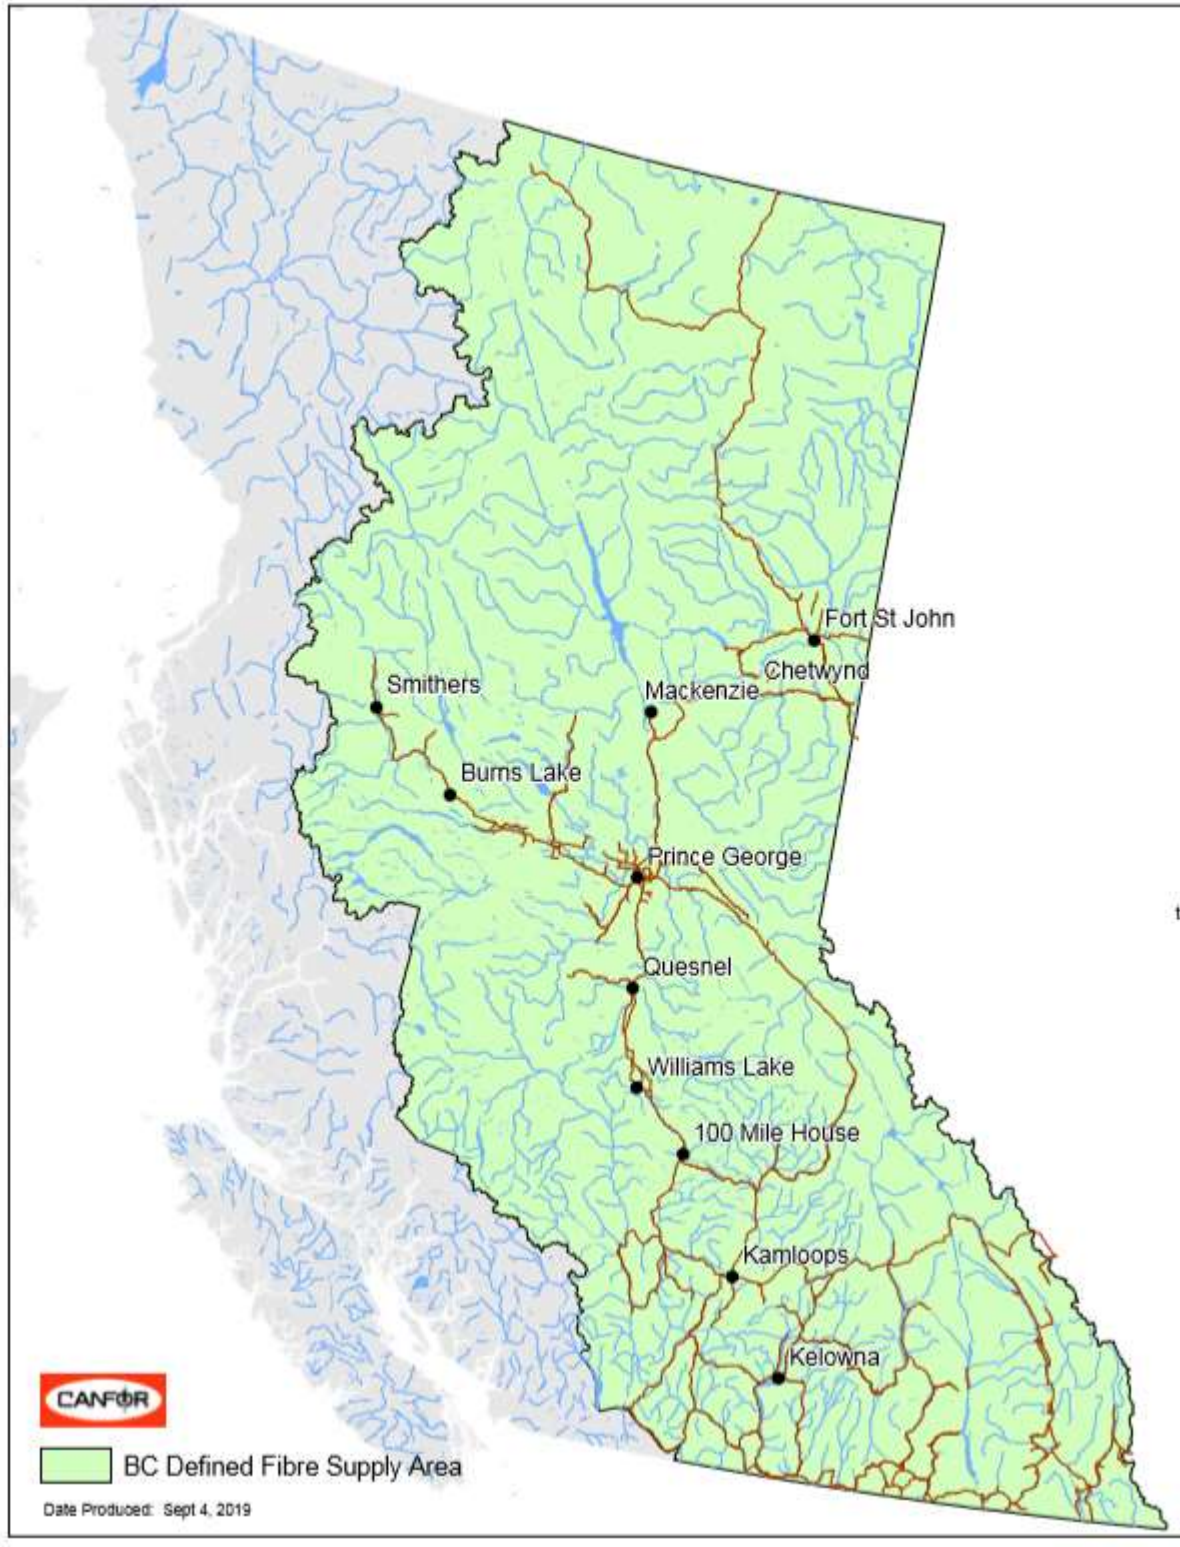 Fort St John
Chetwynd
Smithers
Mackenzie
Burns Lake
Prince George
t
Quesnel
Williams Lake
100 Mile House
Kamloops
Kelowna
CANFOR
BC Defined Fibre Supply Area
Date Produced: Sept 4, 2019